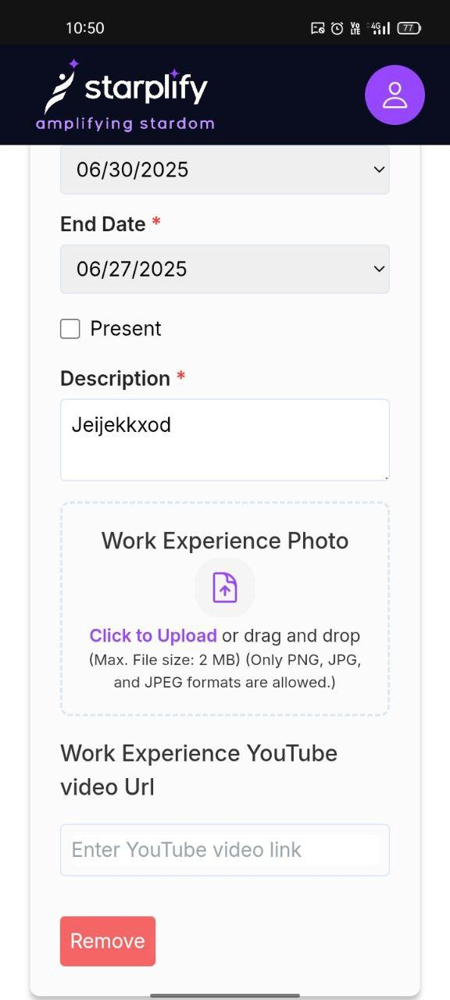 10:50
Vo LTE 4G 77
starplify
amplifying stardom
06/30/2025
End Date *
06/27/2025
Present
Description *
Jeijekkxod
Work Experience Photo
Click to Upload or drag and drop
(Max. File size: 2 MB) (Only PNG, JPG,
and JPEG formats are allowed.)
Work Experience YouTube
video Url
Enter YouTube video link
Remove